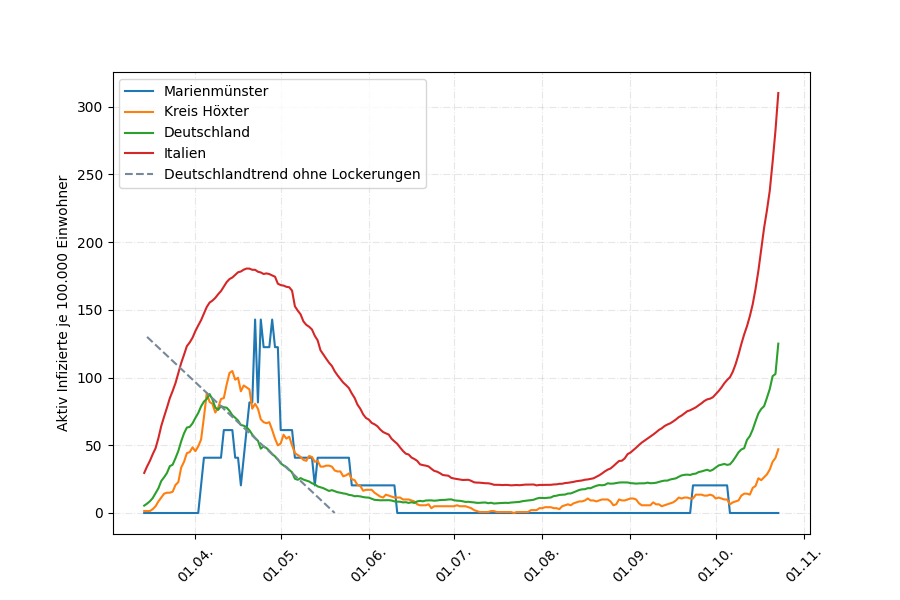 Marienmünster
Kreis Höxter
Deutschland
Italien
Deutschlandtrend ohne Lockerungen
Aktiv Infizierte je 100.000 Einwohner
300
250
200
150
100
50
0
01.04.
01.05.
01.06.
01.07.
01.08.
01.09.
01.10.
01.11.